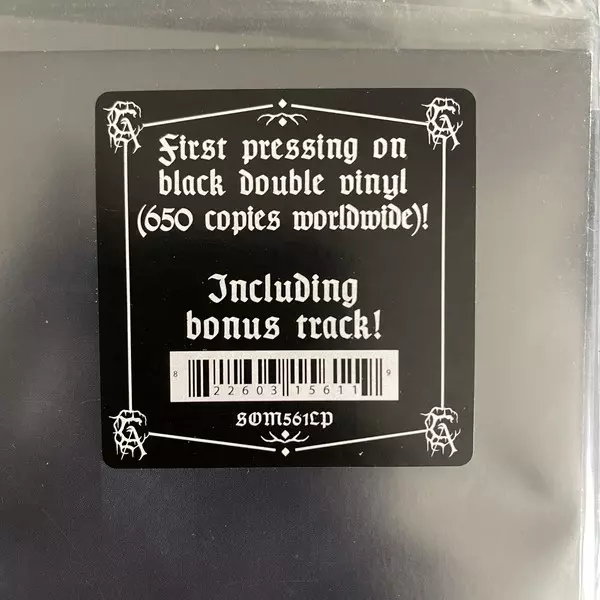 First pressing on
black double vinyl
(650 copies worldwide)!
Including
bonus track!
8 22603 15611 9
SOM561LP